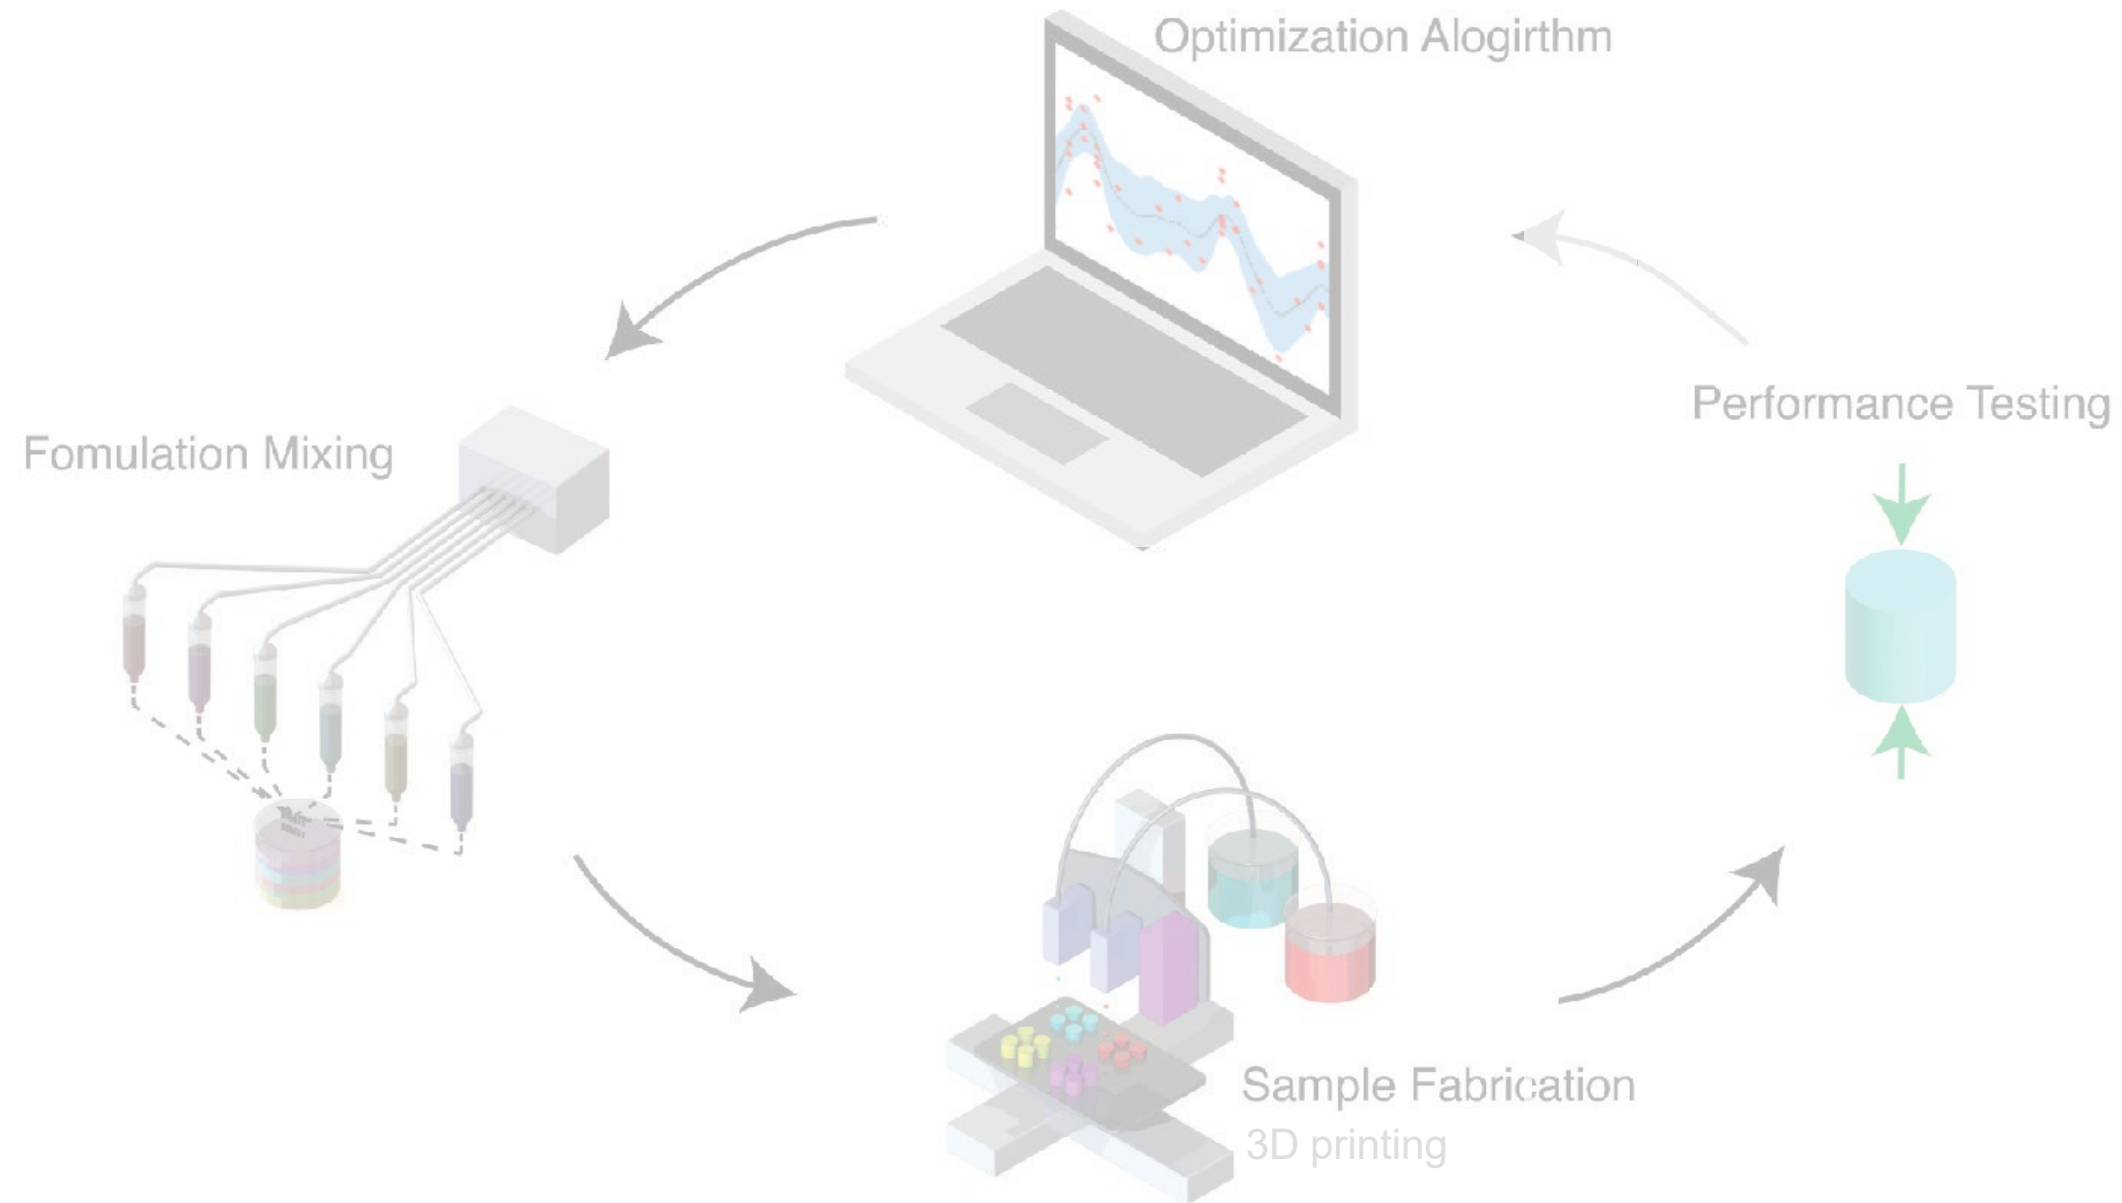 Optimization Alogirthm
Performance Testing
Fomulation Mixing
Sample Fabrication
3D printing